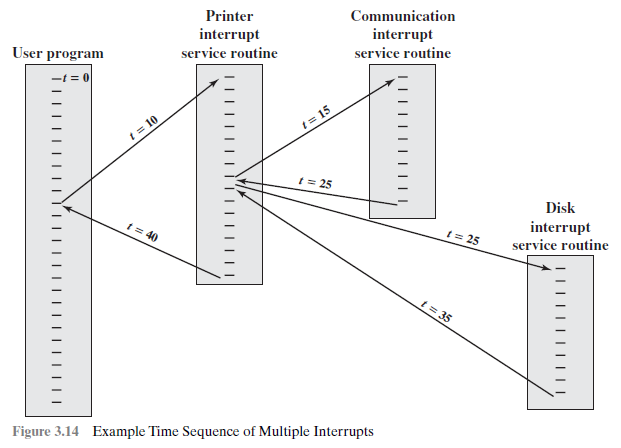 Printer
interrupt
service routine
Communication
interrupt
service routine
User program
t = 0
t = 10
t = 15
t = 25
t = 40
t = 25
Disk
interrupt
service routine
t = 35
Figure 3.14 Example Time Sequence of Multiple Interrupts